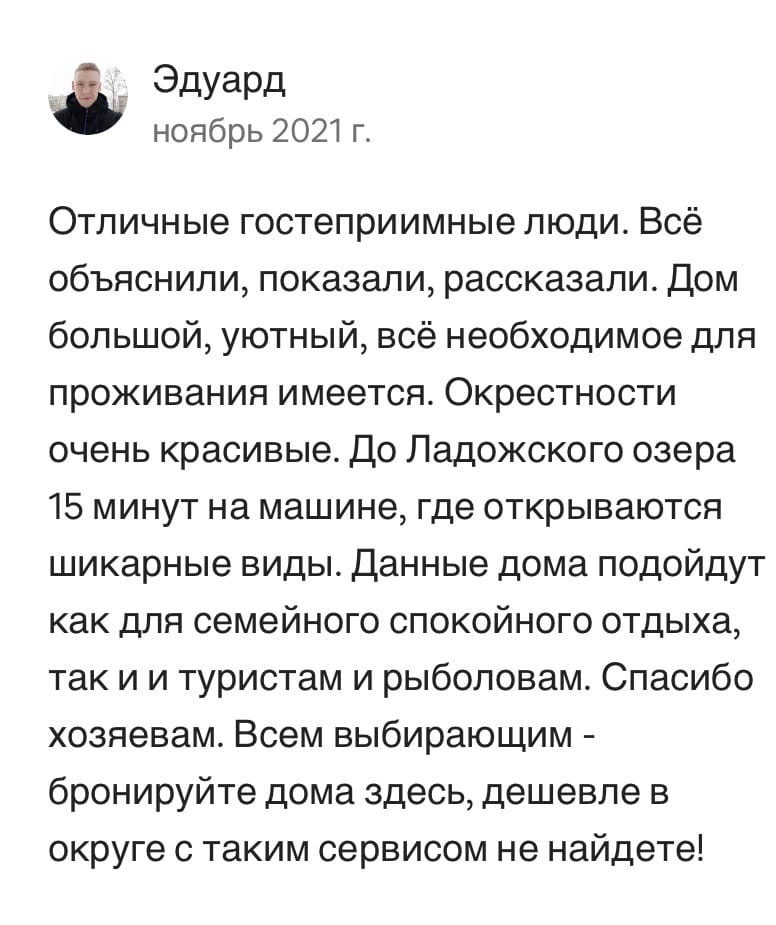 Эдуард
ноябрь 2021 г.
Отличные гостеприимные люди. Всё
объяснили, показали, рассказали. Дом
большой, уютный, всё необходимое для
проживания имеется. Окрестности
очень красивые. До Ладожского озера
15 минут на машине, где открываются
шикарные виды. Данные дома подойдут
как для семейного спокойного отдыха,
так и и туристам и рыболовам. Спасибо
хозяевам. Всем выбирающим -
бронируйте дома здесь, дешевле в
округе с таким сервисом не найдете!